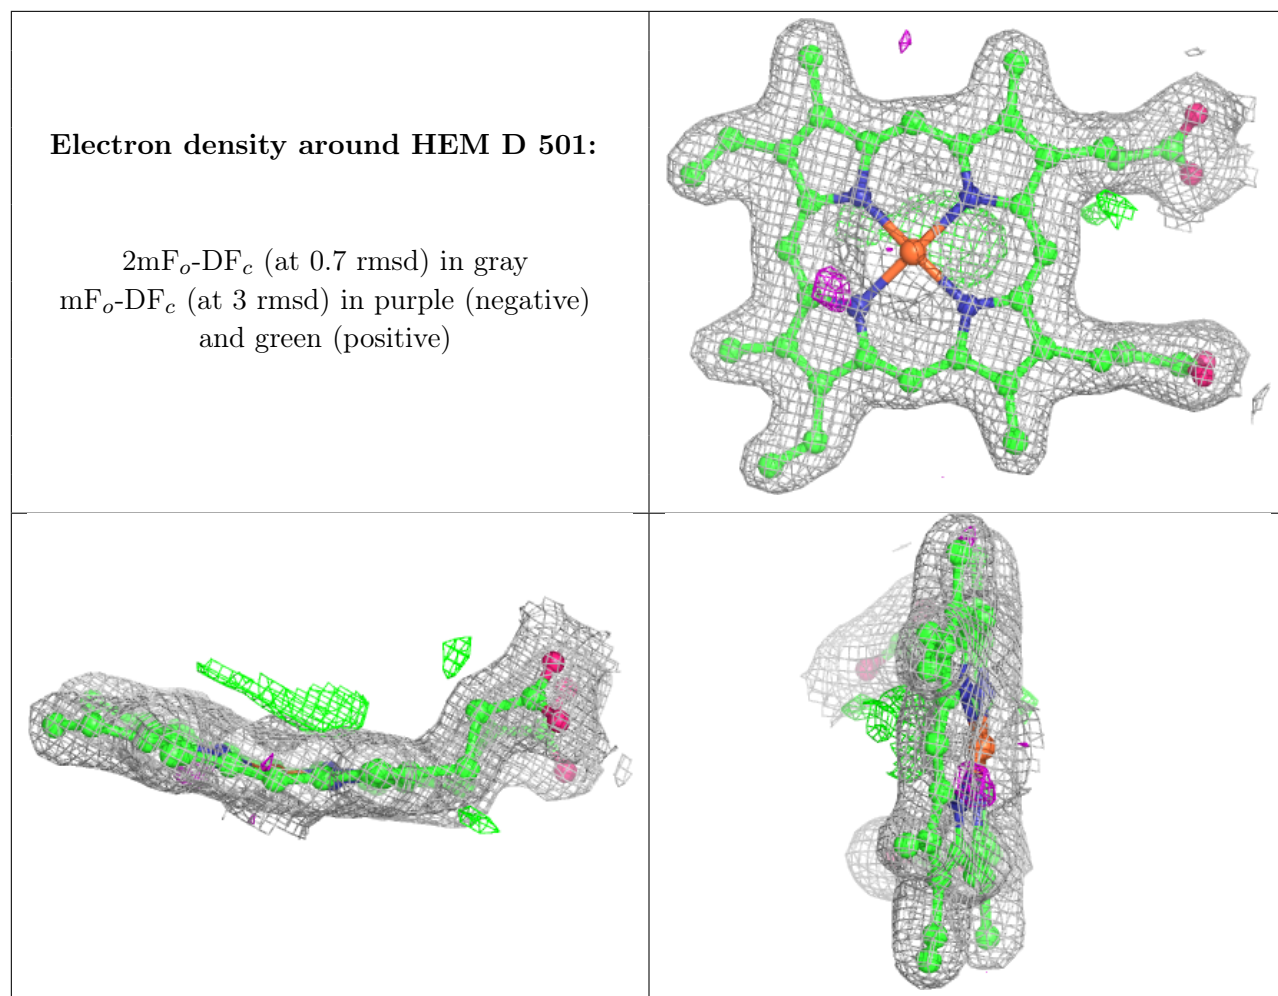 Electron density around HEM D 501:
2mFo-DFc (at 0.7 rmsd) in gray
mFo-DFc (at 3 rmsd) in purple (negative)
and green (positive)